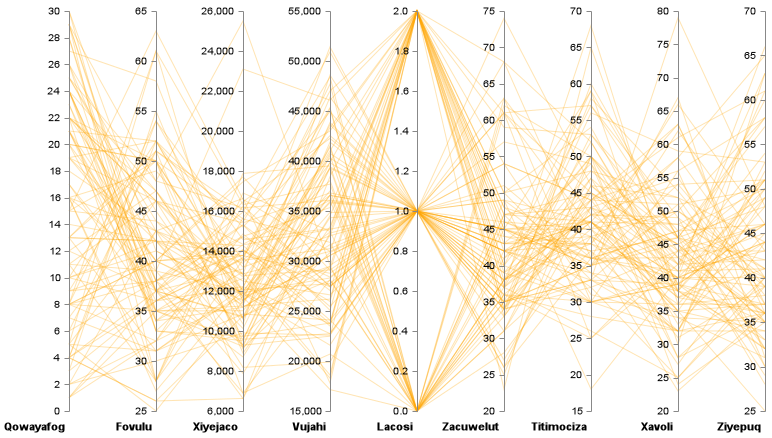 30 65 26,000 55,000 2.0 75 70 80 70
28 60 24,000 50,000 1.8 70 65 75 65
26 55 22,000 45,000 1.6 65 60 70 60
24 50 20,000 40,000 1.4 60 55 65 55
22 45 18,000 35,000 1.2 55 50 60 50
20 40 16,000 30,000 1.0 50 45 55 45
18 35 14,000 25,000 0.8 45 40 50 40
16 30 12,000 20,000 0.6 40 35 45 35
14 25 10,000 15,000 0.4 35 30 40 30
12 8,000 0.2 30 25 35 25
10 6,000 0.0 25 20 30
8 20 15 25
6 20
4
2
0
Qowayafog Fovulu Xiyejaco Vujahi Lacosi Zacuwelut Titimociza Xavoli Ziyepuq